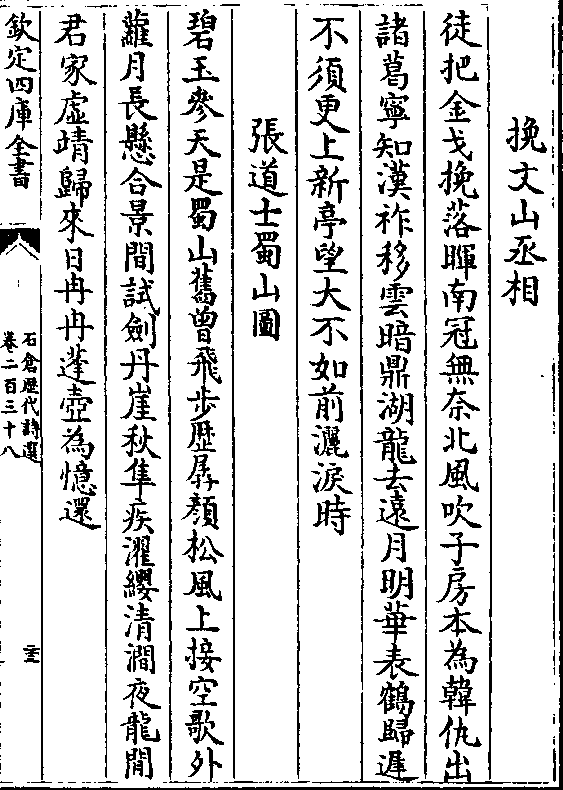 挽文山丞相
徒把金戈挽落暉南冠無奈北風吹子房本為韓仇出
諸葛寧知漢祚移雲暗鼎湖龍去遠月明華表鶴歸遲
不須更上新亭望大不如前灑淚時
張道士蜀山圖
碧玉參天是蜀山舊曾飛步歴孱顏松風上接空歌外
蘿月長懸合景間試劍丹崖秋隼疾濯纓清澗夜龍閒
君家虛靖歸來日冉冉蓬壺為憶還
欽定四庫全書
石倉歴代詩選
卷二百三十八